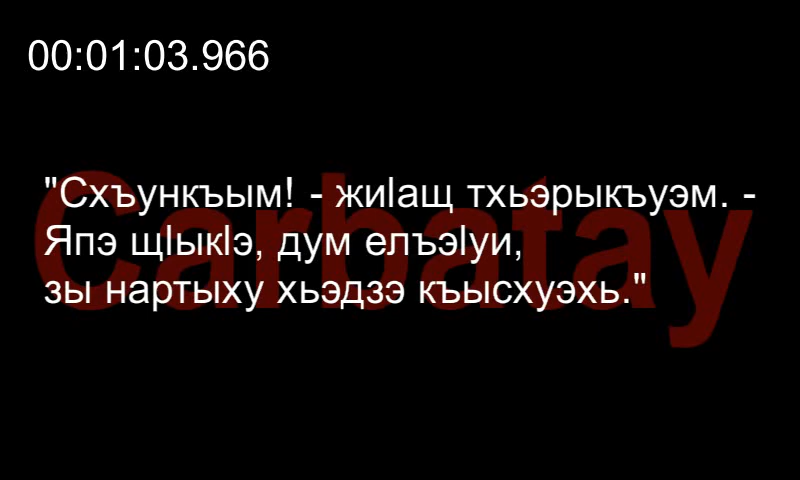 00:01:03.966
Carbatay
"Схъункъым! - жиӀащ тхьэрыкъуэм. -
Япэ щӀыкӀэ, дум елъэӀуи,
зы нартыху хьэдзэ къысхуэхь."